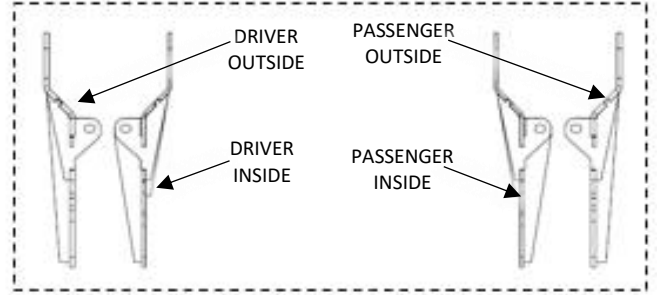 DRIVER
OUTSIDE
PASSENGER
OUTSIDE
DRIVER
INSIDE
PASSENGER
INSIDE